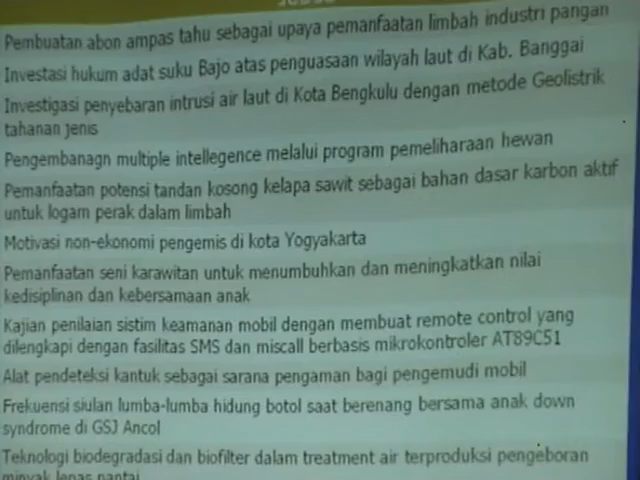 Pembuatan abon ampas tahu sebagai upaya pemanfaatan limbah industri pangan
Investasi hukum adat suku Bajo atas penguasaan wilayah laut di Kab. Banggai
Investigasi penyebaran intrusi air laut di Kota Bengkulu dengan metode Geolistrik
tahanan jenis
Pengembanagn multiple intellegence melalui program pemeliharaan hewan
Pemanfaatan potensi tandan kosong kelapa sawit sebagai bahan dasar karbon aktif
untuk logam perak dalam limbah
Motivasi non-ekonomi pengemis di kota Yogyakarta
Pemanfaatan seni karawitan untuk menumbuhkan dan meningkatkan nilai
kedisiplinan dan kebersamaan anak
Kajian penilaian sistim keamanan mobil dengan membuat remote control yang
dilengkapi dengan fasilitas SMS dan miscall berbasis mikrokontroler AT89C51
Alat pendeteksi kantuk sebagai sarana pengaman bagi pengemudi mobil
Frekuensi siulan lumba-lumba hidung botol saat berenang bersama anak down
syndrome di GSJ Ancol
Teknologi biodegradasi dan biofilter dalam treatment air terproduksi pengeboran
minyak lepas pantai